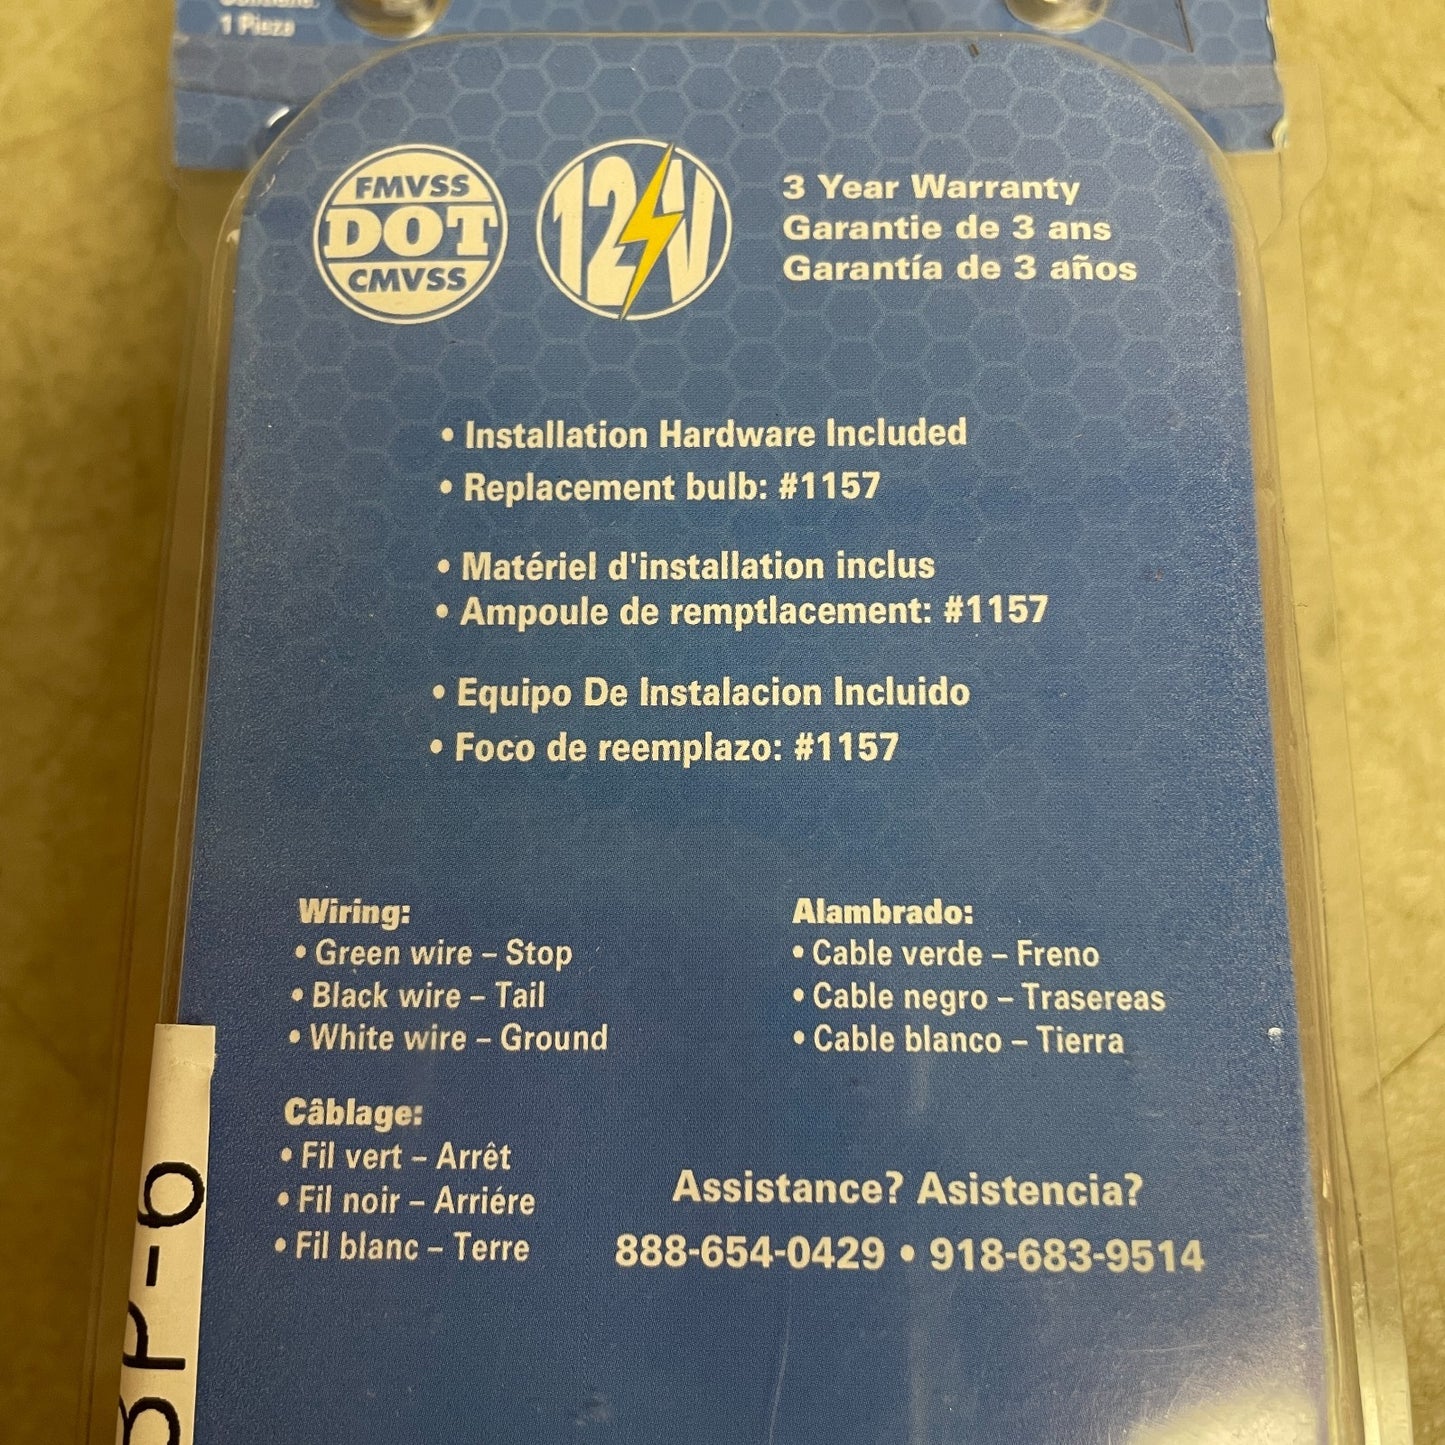 1 Pieza
FMVSS
DOT
CMVSS
12V
3 Year Warranty
Garantie de 3 ans
Garantía de 3 años
• Installation Hardware Included
• Replacement bulb: #1157
• Matériel d'installation inclus
• Ampoule de remptlacement: #1157
• Equipo De Instalacion Incluido
• Foco de reemplazo: #1157
Wiring:
• Green wire – Stop
• Black wire – Tail
• White wire – Ground
Alambrado:
• Cable verde – Freno
• Cable negro – Trasereas
• Cable blanco – Tierra
Câblage:
• Fil vert – Arrêt
• Fil noir – Arriére
• Fil blanc – Terre
Assistance? Asistencia?
888-654-0429 • 918-683-9514